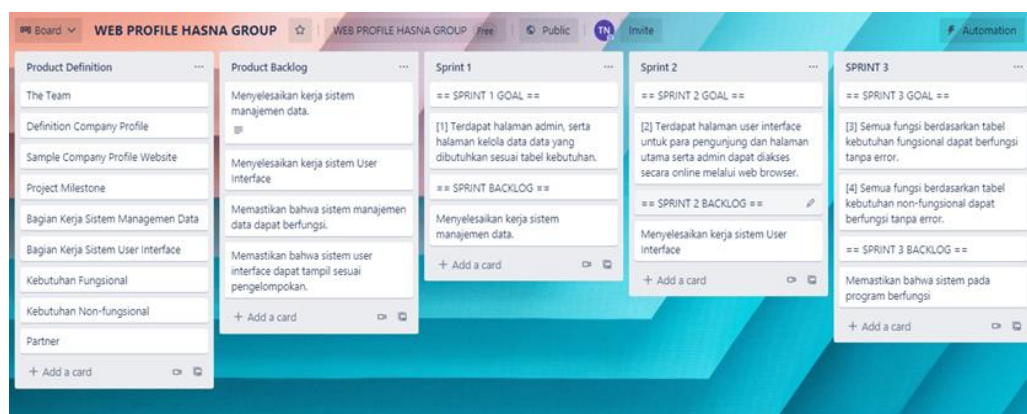 Board
WEB PROFILE HASNA GROUP
WEB PROFILE HASNA GROUP Free
Public
TN
Invite
Automation
Product Definition
The Team
Definition Company Profile
Sample Company Profile Website
Project Milestone
Bagian Kerja Sistem Managemen Data
Bagian Kerja Sistem User Interface
Kebutuhan Fungsional
Kebutuhan Non-fungsional
Partner
+ Add a card
Product Backlog
Menyelesaikan kerja sistem
manajemen data.
Menyelesaikan kerja sistem User
Interface
Memastikan bahwa sistem manajemen
data dapat berfungsi.
Memastikan bahwa sistem user
interface dapat tampil sesuai
pengelompokan.
+ Add a card
Sprint 1
== SPRINT 1 GOAL ==
[1] Terdapat halaman admin, serta
halaman kelola data data yang
dibutuhkan sesuai tabel kebutuhan.
== SPRINT BACKLOG ==
Menyelesaikan kerja sistem
manajemen data.
+ Add a card
Sprint 2
== SPRINT 2 GOAL ==
[2] Terdapat halaman user interface
untuk para pengunjung dan halaman
utama serta admin dapat diakses
secara online melalui web browser.
== SPRINT 2 BACKLOG ==
Menyelesaikan kerja sistem User
Interface
+ Add a card
SPRINT 3
== SPRINT 3 GOAL ==
[3] Semua fungsi berdasarkan tabel
kebutuhan fungsional dapat berfungsi
tanpa error.
[4] Semua fungsi berdasarkan tabel
kebutuhan non-fungsional dapat
berfungsi tanpa error.
== SPRINT 3 BACKLOG ==
Memastikan bahwa sistem pada
program berfungsi
+ Add a card